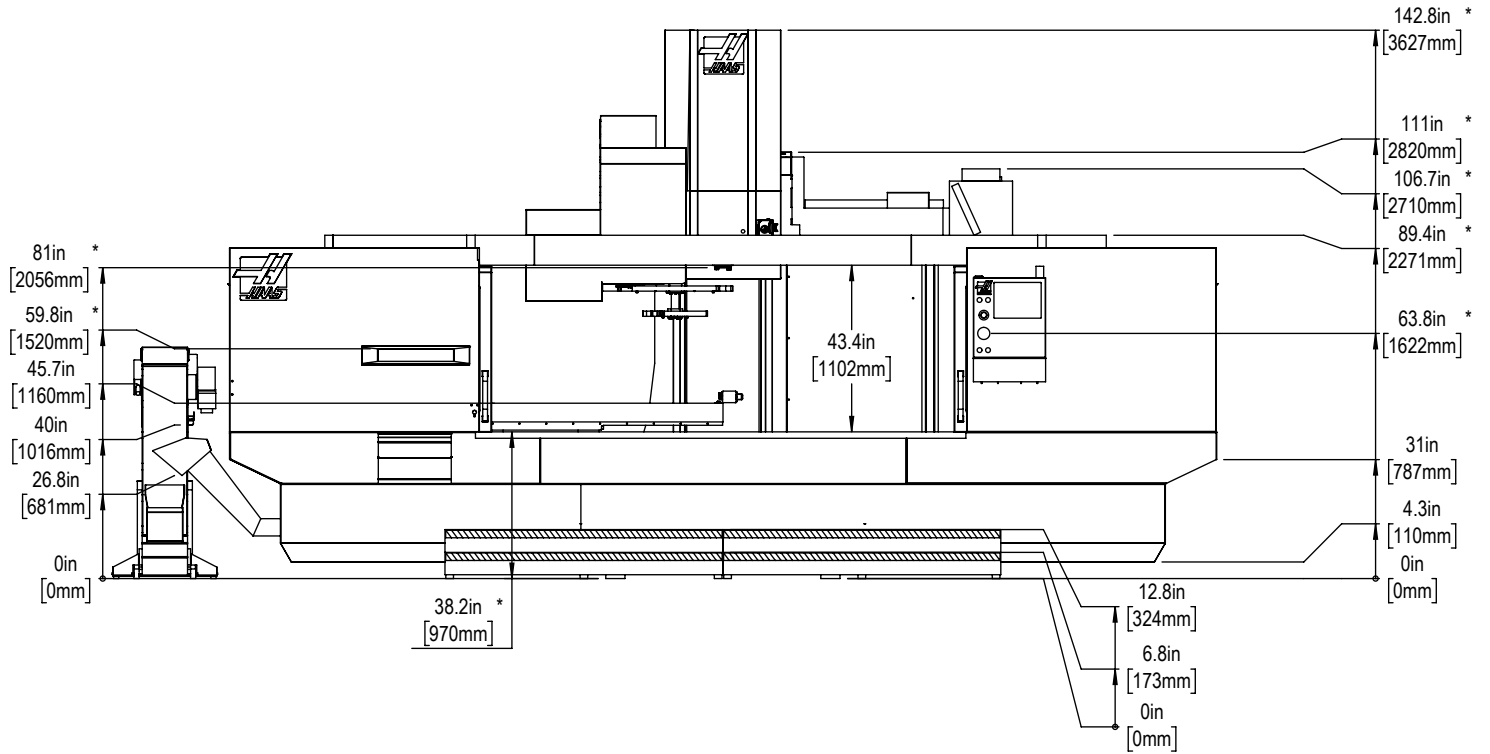 142.8in *
[3627mm]
111in *
[2820mm]
106.7in *
[2710mm]
89.4in *
[2271mm]
63.8in *
[1622mm]
31in
[787mm]
4.3in
[110mm]
0in
[0mm]
HAAS
81in *
[2056mm]
59.8in *
[1520mm]
45.7in
[1160mm]
40in
[1016mm]
26.8in
[681mm]
0in
[0mm]
HAAS
43.4in
[1102mm]
38.2in *
[970mm]
12.8in
[324mm]
6.8in
[173mm]
0in
[0mm]